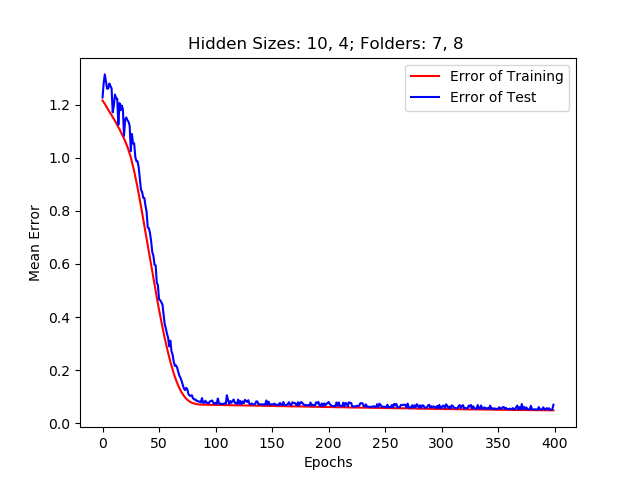 Hidden Sizes: 10, 4; Folders: 7, 8
Error of Training
Error of Test
Mean Error
1.2
1.0
0.8
0.6
0.4
0.2
0.0
0 50 100 150 200 250 300 350 400
Epochs